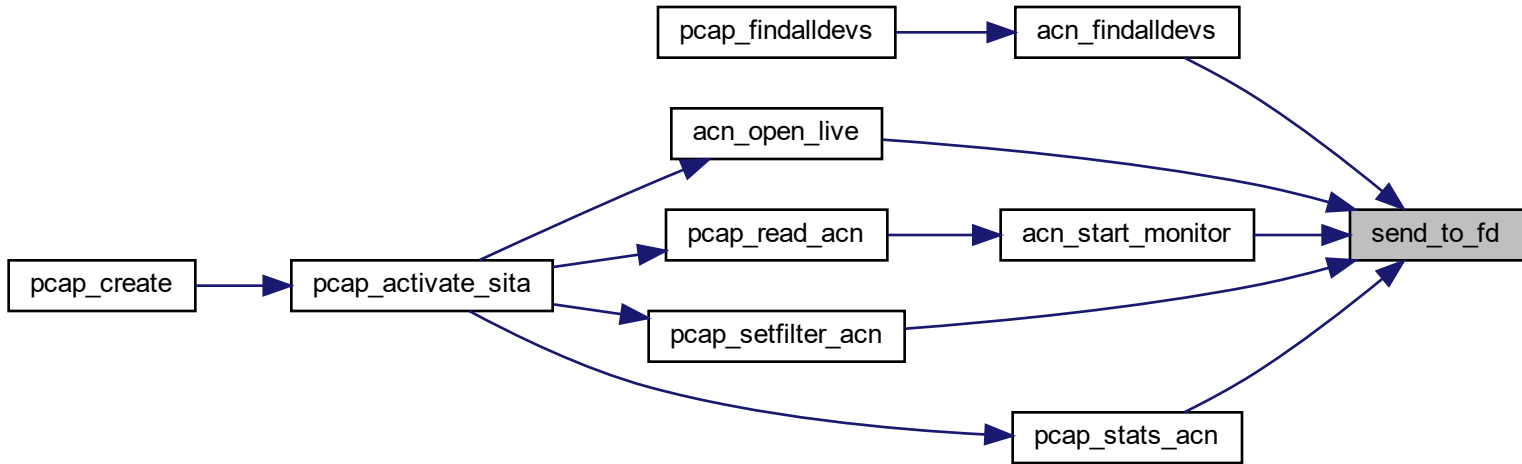 pcap_findalldevs
acn_findalldevs
acn_open_live
pcap_read_acn
acn_start_monitor
send_to_fd
pcap_create
pcap_activate_sita
pcap_setfilter_acn
pcap_stats_acn